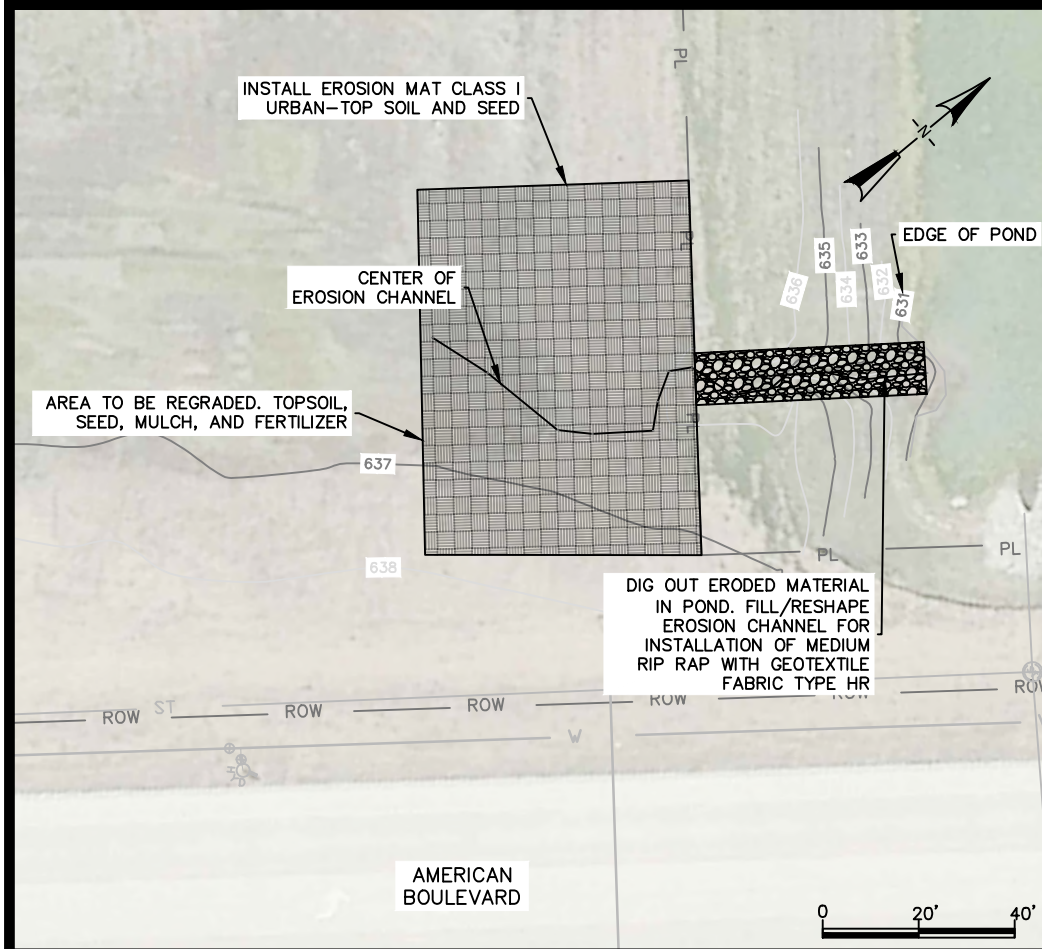 PL
INSTALL EROSION MAT CLASS I
URBAN-TOP SOIL AND SEED
N
EDGE OF POND
PL
635
633
632
636
634
631
CENTER OF
EROSION CHANNEL
AREA TO BE REGRADED. TOPSOIL,
SEED, MULCH, AND FERTILIZER
PL
637
638
PL
PL
DIG OUT ERODED MATERIAL
IN POND. FILL/RESHAPE
EROSION CHANNEL FOR
INSTALLATION OF MEDIUM
RIP RAP WITH GEOTEXTILE
FABRIC TYPE HR
ROW
ST
ROW
ROW
ROW
ROW
W
AMERICAN
BOULEVARD
0 20' 40'